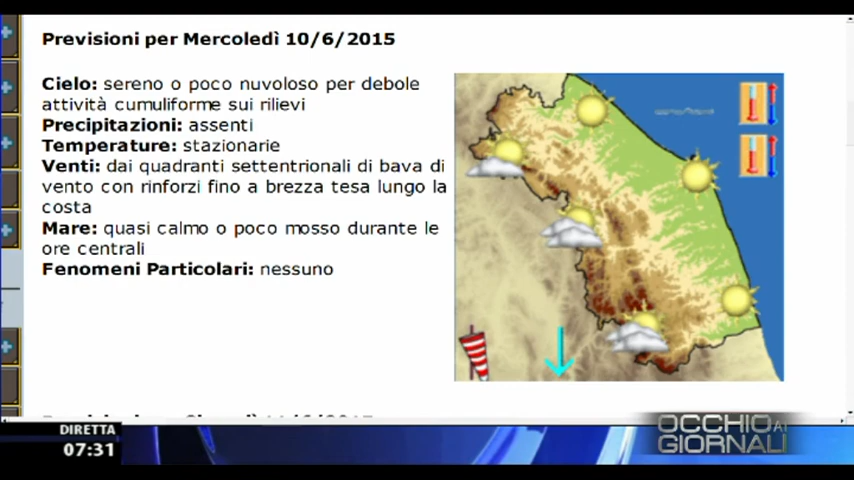 Previsioni per Mercoledì 10/6/2015
Cielo: sereno o poco nuvoloso per debole
attività cumuliforme sui rilievi
Precipitazioni: assenti
Temperature: stazionarie
Venti: dai quadranti settentrionali di bava di
vento con rinforzi fino a brezza tesa lungo la
costa
Mare: quasi calmo o poco mosso durante le
ore centrali
Fenomeni Particolari: nessuno
DIRETTA
07:31
OCCHIO AI
GIORNALI